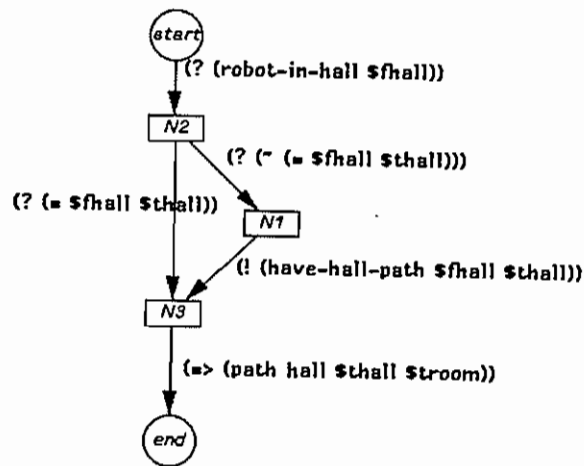 start
(? (robot-in-hall $fhall))
N2
(? (~ (= $fhall $thall)))
(? (= $fhall $thall))
N1
(! (have-hall-path $fhall $thall))
N3
(=> (path hall $thall $troom))
end